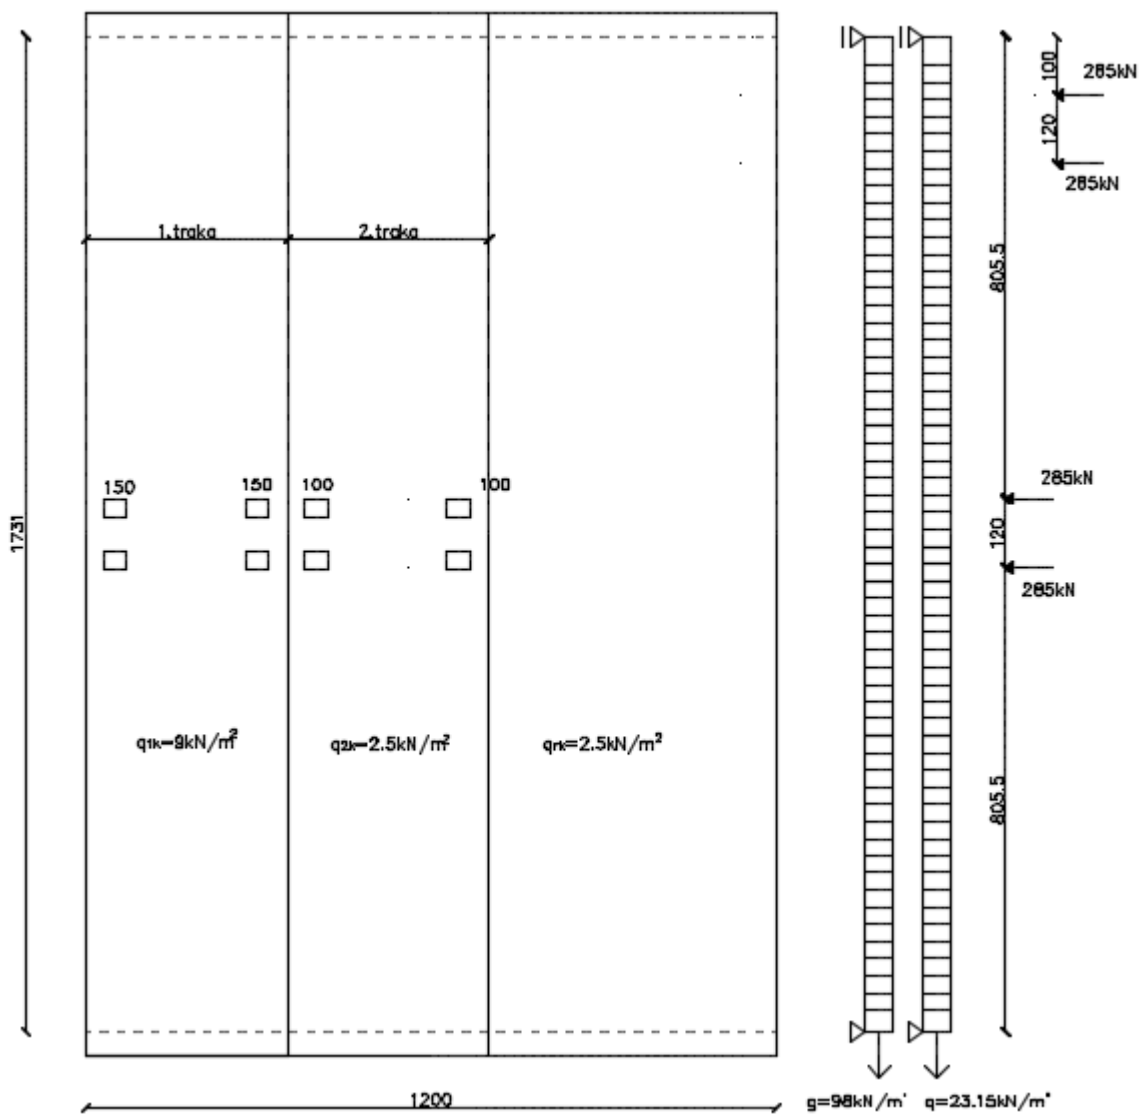 100
285kN
120
285kN
1.traka
2.traka
805.5
150
150
100
100
285kN
120
285kN
1731
q1k=9kN/m²
q2k=2.5kN/m²
qrk=2.5kN/m²
805.5
1200
g=98kN/m'
q=23.15kN/m'